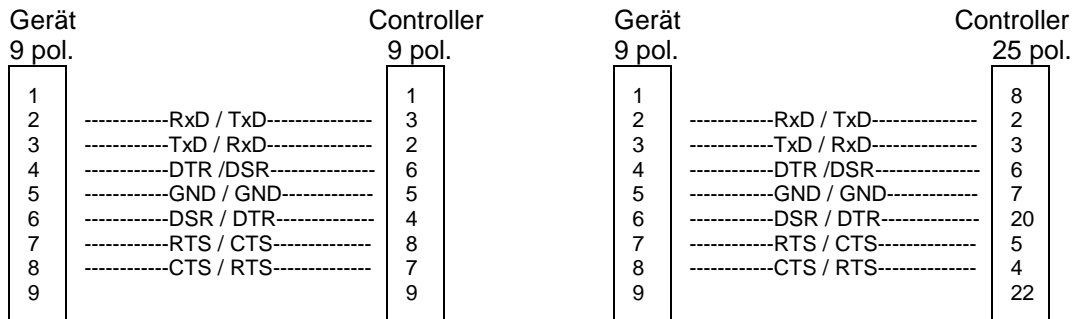 Gerät Controller Gerät Controller
9 pol. 9 pol. 9 pol. 25 pol.
1 1 1 8
2 -------------RxD / TxD---------------- 3 2 -------------RxD / TxD---------------- 2
3 -------------TxD / RxD---------------- 2 3 -------------TxD / RxD---------------- 3
4 -------------DTR /DSR---------------- 6 4 -------------DTR /DSR---------------- 6
5 -------------GND / GND-------------- 5 5 -------------GND / GND-------------- 7
6 -------------DSR / DTR--------------- 4 6 -------------DSR / DTR--------------- 20
7 -------------RTS / CTS--------------- 8 7 -------------RTS / CTS--------------- 5
8 -------------CTS / RTS--------------- 7 8 -------------CTS / RTS--------------- 4
9 9 9 22